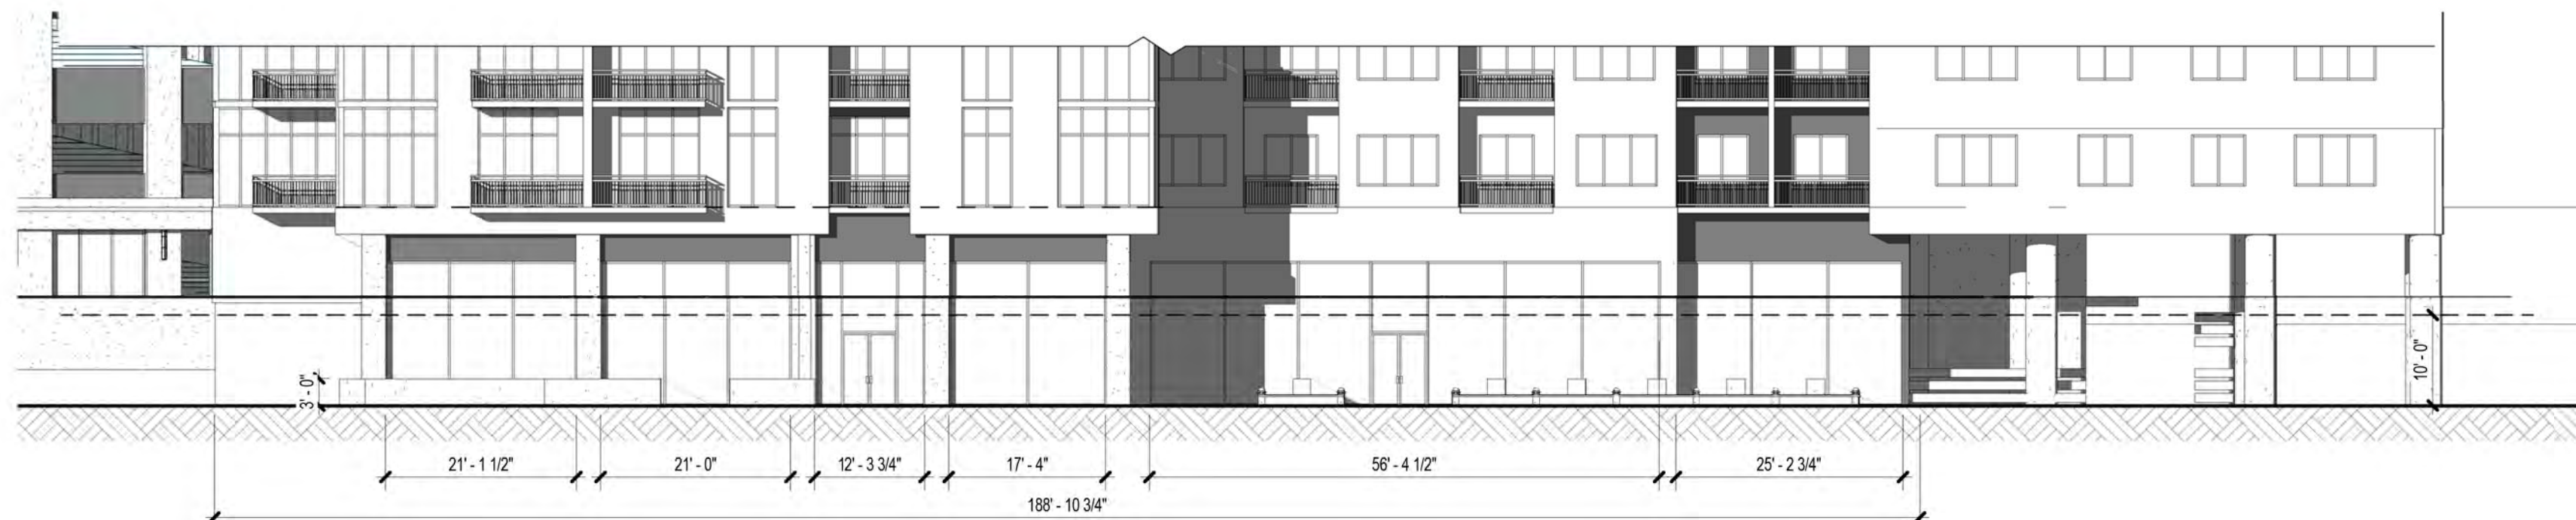 3' - 0"
10' - 0"
21' - 1 1/2"
21' - 0"
12' - 3 3/4"
17' - 4"
56' - 4 1/2"
25' - 2 3/4"
188' - 10 3/4"